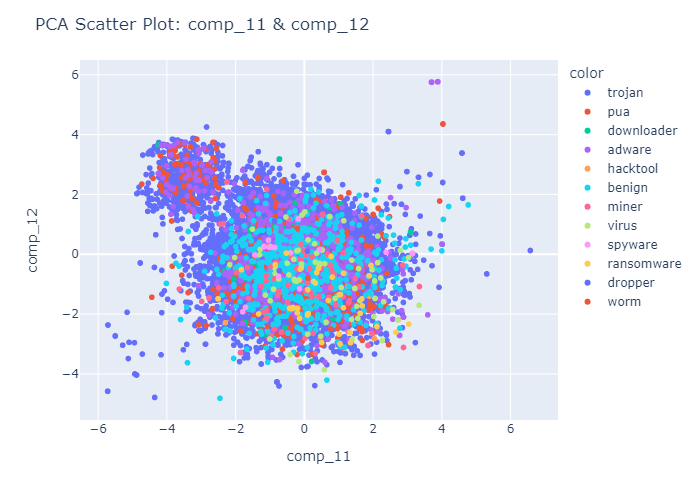 PCA Scatter Plot: comp_11 & comp_12
color
trojan
pua
downloader
adware
hacktool
benign
miner
virus
spyware
ransomware
dropper
worm
comp_12
6
4
2
0
−2
−4
−6 −4 −2 0 2 4 6
comp_11